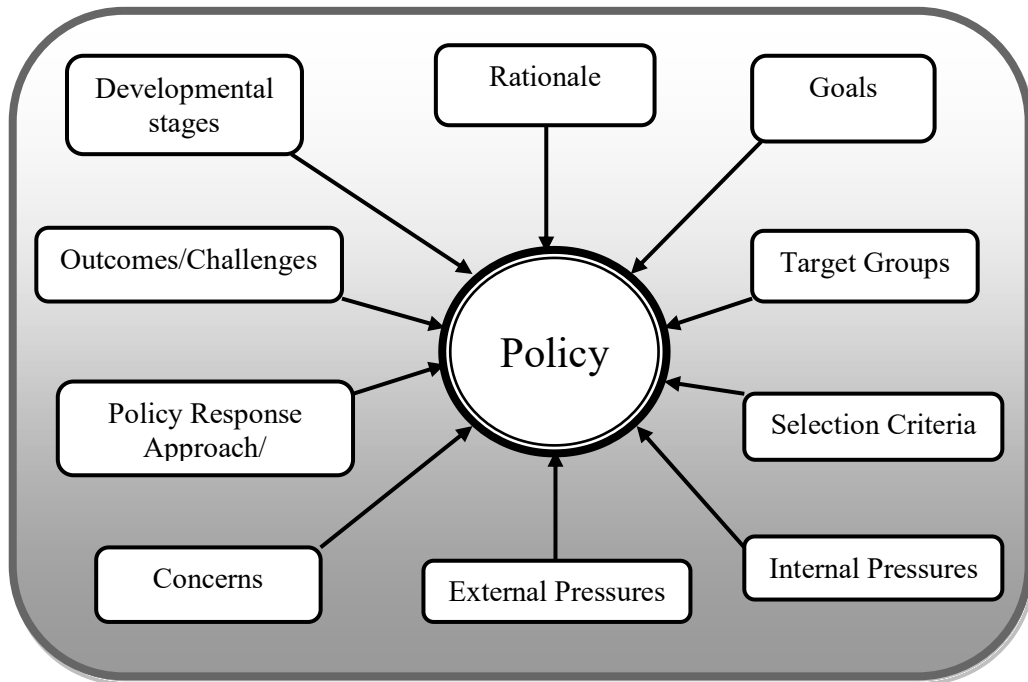 Developmental
stages
Rationale
Goals
Outcomes/Challenges
Target Groups
Policy
Policy Response
Approach/
Selection Criteria
Concerns
External Pressures
Internal Pressures